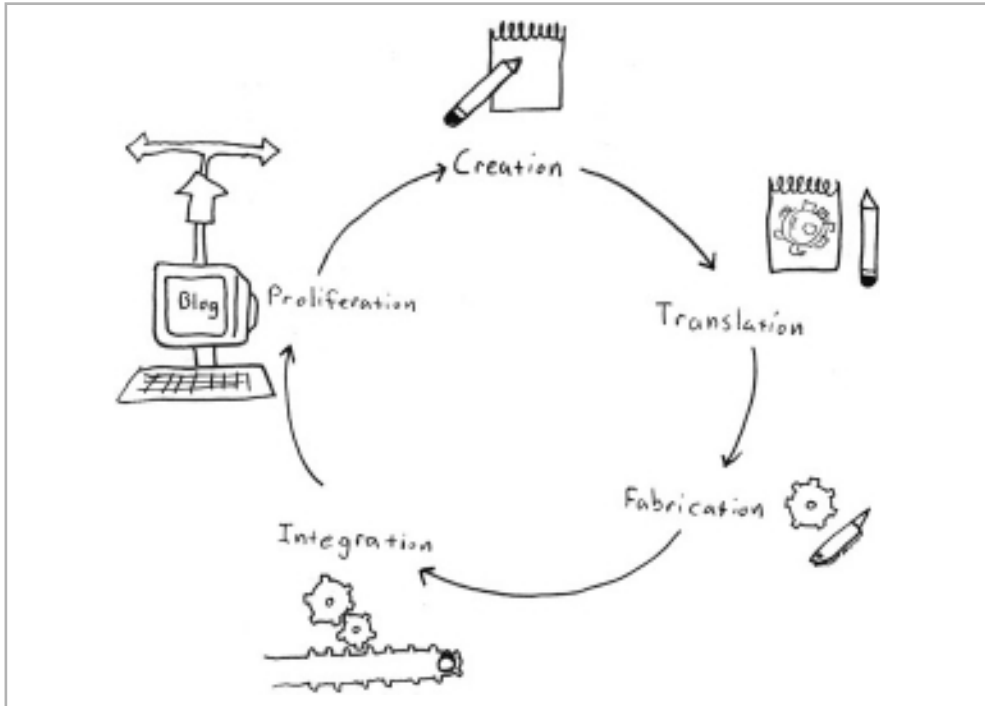 Creation
Translation
Fabrication
Integration
Proliferation
Blog